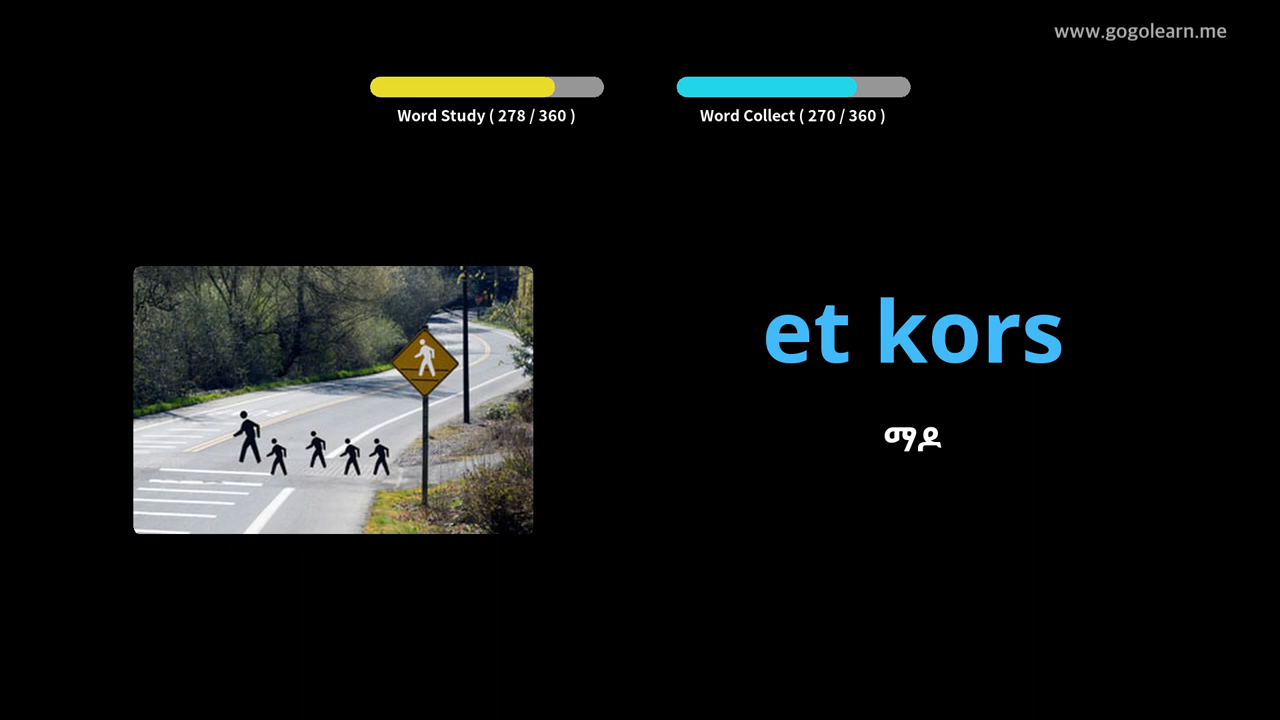 www.gogolearn.me
Word Study ( 278 / 360 )
Word Collect ( 270 / 360 )
et kors
ማዶ